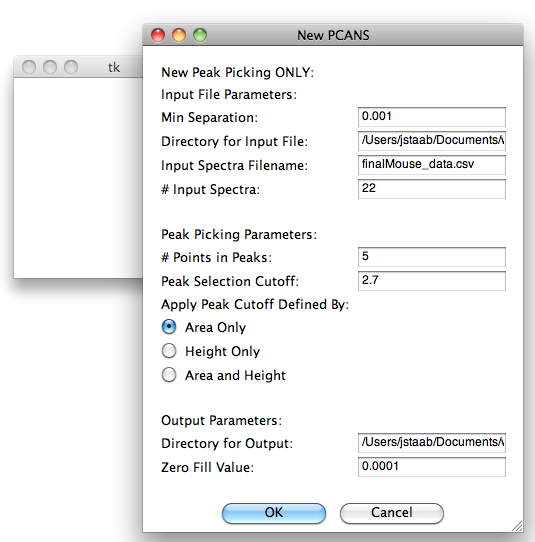 New PCANS
tk
New Peak Picking ONLY:
Input File Parameters:
Min Separation: 0.001
Directory for Input File: /Users/jstaab/Documents/
Input Spectra Filename: finalMouse_data.csv
# Input Spectra: 22
Peak Picking Parameters:
# Points in Peaks: 5
Peak Selection Cutoff: 2.7
Apply Peak Cutoff Defined By:
Area Only
Height Only
Area and Height
Output Parameters:
Directory for Output: /Users/jstaab/Documents/
Zero Fill Value: 0.0001
OK Cancel